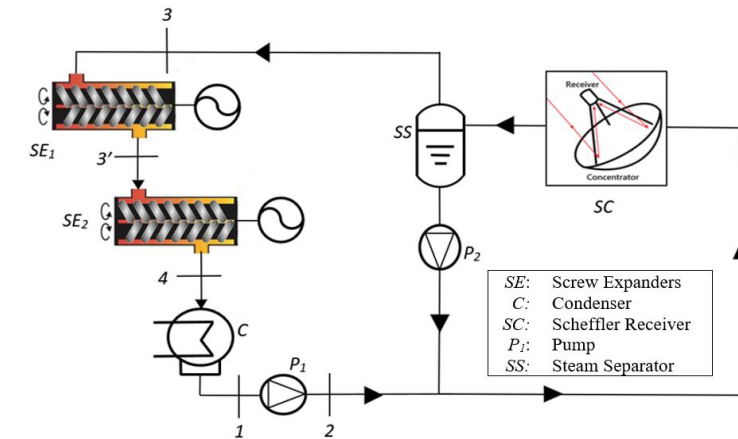 3
SE1
3'
SE2
4
C
P1
1
2
SS
P2
Receiver
Concentrator
SC
SE: Screw Expanders
C: Condenser
SC: Scheffler Receiver
P1: Pump
SS: Steam Separator